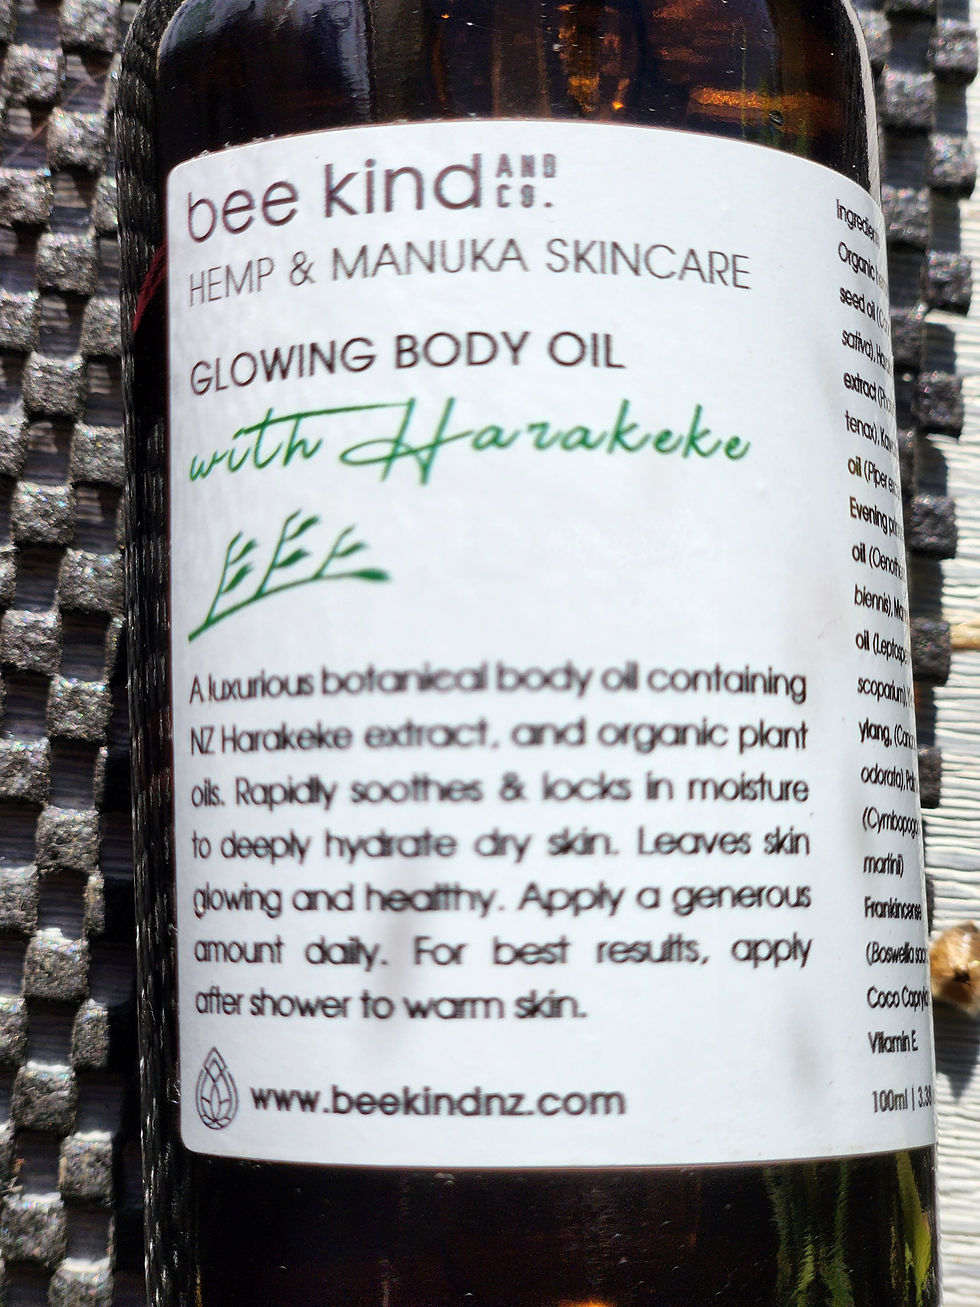 bee kind AND CO.
HEMP & MANUKA SKINCARE
GLOWING BODY OIL
with Harakeke
A luxurious botanical body oil containing
NZ Harakeke extract, and organic plant
oils. Rapidly soothes & locks in moisture
to deeply hydrate dry skin. Leaves skin
glowing and healthy. Apply a generous
amount daily. For best results, apply
after shower to warm skin.
www.beekindnz.com
Organic
seed oil
sativa),
extract
tenax),
oil (Piper
Evening
oil
biennis),
oil
scoparium),
ylang,
odorata),
martini)
Frankincense
(Boswellia
Coco
Vitamin E
100ml |